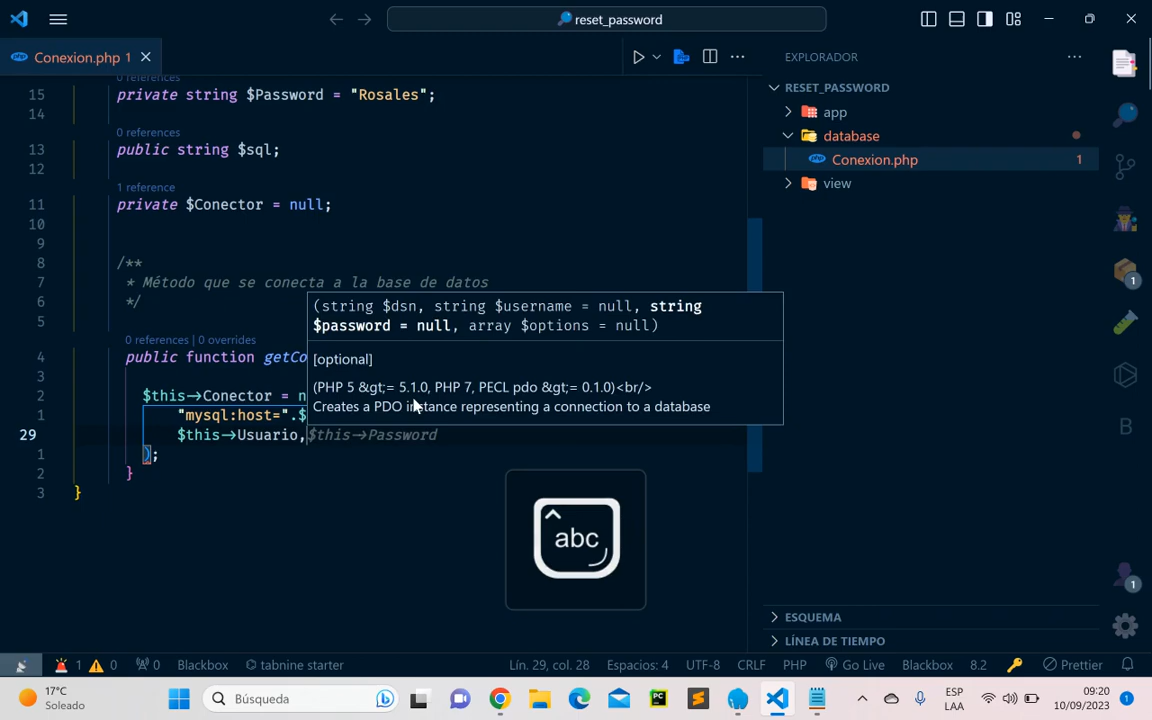 reset_password
Conexion.php 1
EXPLORADOR
RESET_PASSWORD
app
database
Conexion.php 1
view
0 references
15 private string $Password = "Rosales";
14
0 references
13 public string $sql;
12
1 reference
11 private $Conector = null;
10
9
8 /**
7 * Método que se conecta a la base de datos
6 */
5
0 references | 0 overrides
4 public function getCo
3
2 $this->Conector = n
1 "mysql:host=".$
29 $this->Usuario,$this->Password
1 );
2 }
3 }
(string $dsn, string $username = null, string
$password = null, array $options = null)
[optional]
(PHP 5 &gt;= 5.1.0, PHP 7, PECL pdo &gt;= 0.1.0)<br/>
Creates a PDO instance representing a connection to a database
abc
1
B
1
ESQUEMA
LÍNEA DE TIEMPO
1 0 0 Blackbox tabnine starter Lín. 29, col. 28 Espacios: 4 UTF-8 CRLF PHP Go Live Blackbox 8.2 Prettier
17°C
Soleado
Búsqueda
PC
ESP
LAA
09:20
10/09/2023
1